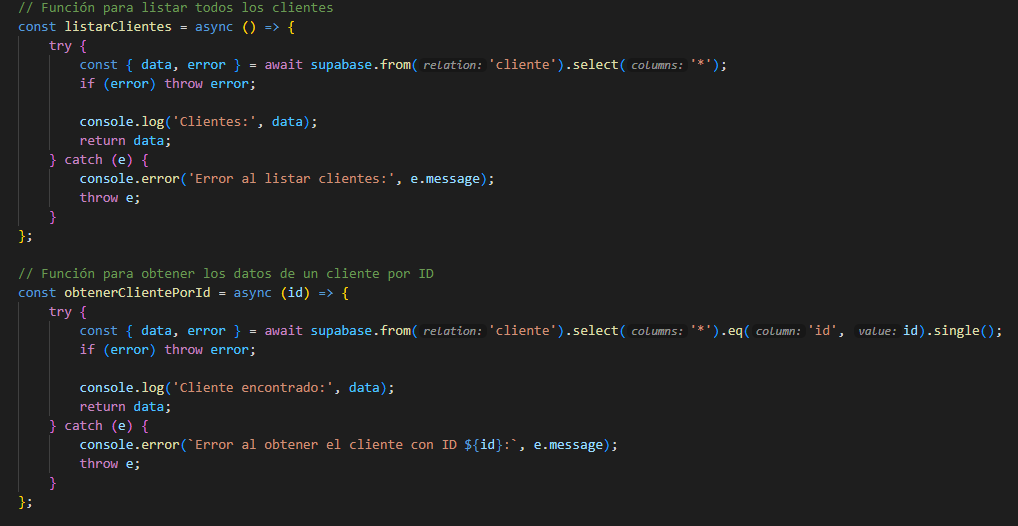 // Función para listar todos los clientes
const listarClientes = async () => {
    try {
        const { data, error } = await supabase.from( relation: 'cliente').select( columns: '*');
        if (error) throw error;

        console.log('Clientes:', data);
        return data;
    } catch (e) {
        console.error('Error al listar clientes:', e.message);
        throw e;
    }
};

// Función para obtener los datos de un cliente por ID
const obtenerClientePorId = async (id) => {
    try {
        const { data, error } = await supabase.from( relation: 'cliente').select( columns: '*').eq( column: 'id', value: id).single();
        if (error) throw error;

        console.log('Cliente encontrado:', data);
        return data;
    } catch (e) {
        console.error(`Error al obtener el cliente con ID ${id}:`, e.message);
        throw e;
    }
};